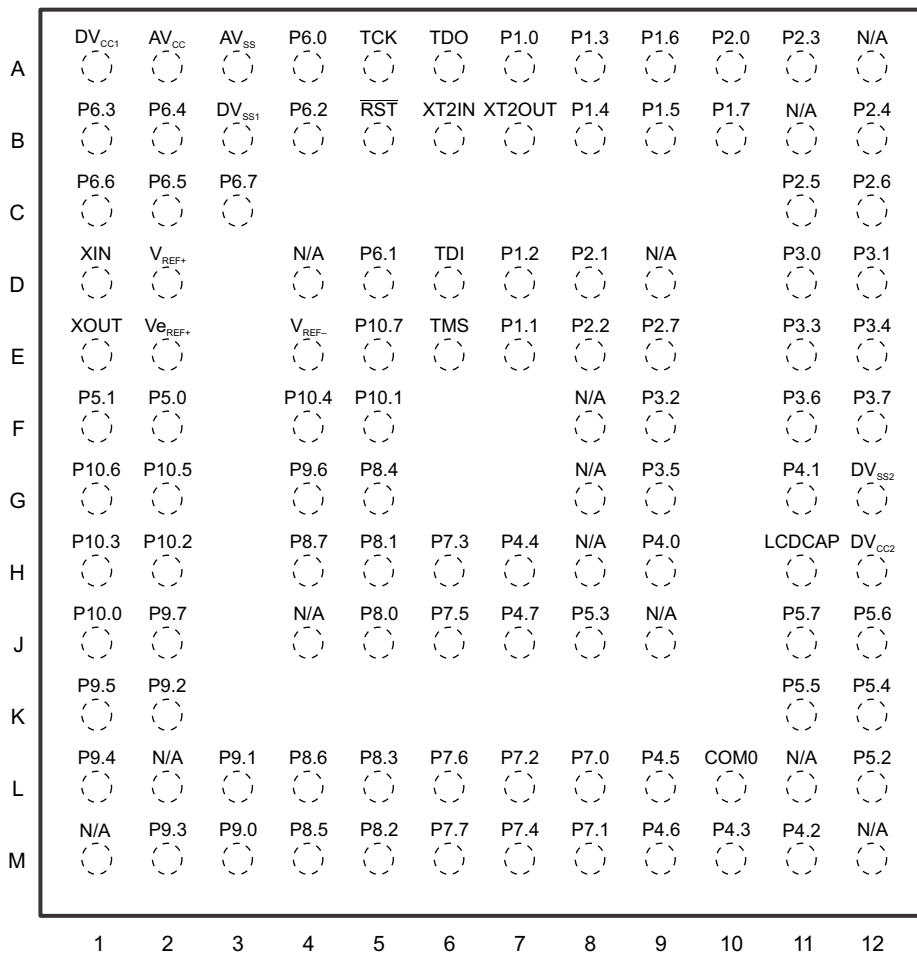 DVCC1 AVCC AVSS P6.0 TCK TDO P1.0 P1.3 P1.6 P2.0 P2.3 N/A
A
P6.3 P6.4 DVSS1 P6.2 RST XT2IN XT2OUT P1.4 P1.5 P1.7 N/A P2.4
B
P6.6 P6.5 P6.7 P2.5 P2.6
C
XIN VREF+ N/A P6.1 TDI P1.2 P2.1 N/A P3.0 P3.1
D
XOUT VeREF+ VREF– P10.7 TMS P1.1 P2.2 P2.7 P3.3 P3.4
E
P5.1 P5.0 P10.4 P10.1 N/A P3.2 P3.6 P3.7
F
P10.6 P10.5 P9.6 P8.4 N/A P3.5 P4.1 DVSS2
G
P10.3 P10.2 P8.7 P8.1 P7.3 P4.4 N/A P4.0 LCDCAP DVCC2
H
P10.0 P9.7 N/A P8.0 P7.5 P4.7 P5.3 N/A P5.7 P5.6
J
P9.5 P9.2 P5.5 P5.4
K
P9.4 N/A P9.1 P8.6 P8.3 P7.6 P7.2 P7.0 P4.5 COM0 N/A P5.2
L
N/A P9.3 P9.0 P8.5 P8.2 P7.7 P7.4 P7.1 P4.6 P4.3 P4.2 N/A
M
1 2 3 4 5 6 7 8 9 10 11 12